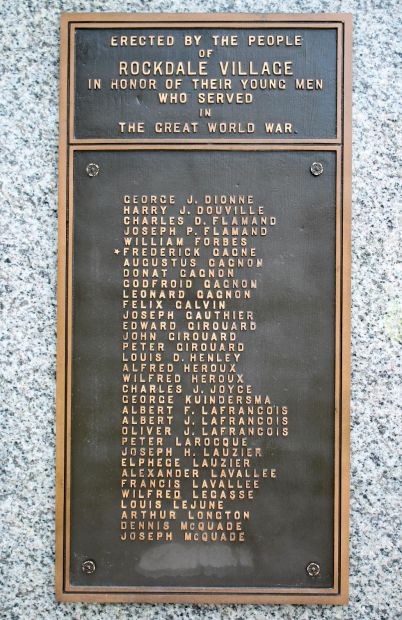 ERECTED BY THE PEOPLE
OF
ROCKDALE VILLAGE
IN HONOR OF THEIR YOUNG MEN
WHO SERVED
IN
THE GREAT WORLD WAR
GEORGE J. DIONNE
HARRY J. DOUVILLE
CHARLES D. FLAMAND
JOSEPH P. FLAMAND
WILLIAM FORBES
*FREDERICK GAGNE
AUGUSTUS GAGNON
DONAT GAGNON
GODFROID GAGNON
LEONARD GAGNON
FELIX GALVIN
JOSEPH GAUTHIER
EDWARD GIROUARD
JOHN GIROUARD
PETER GIROUARD
LOUIS D. HENLEY
ALFRED HEROUX
WILFRED HEROUX
CHARLES J. JOYCE
GEORGE KUINDERSMA
ALBERT F. LAFRANCOIS
ALBERT J. LAFRANCOIS
OLIVER J. LAFRANCOIS
PETER LAROCQUE
JOSEPH H. LAUZIER
ELPHEGE LAUZIER
ALEXANDER LAVALLEE
FRANCIS LAVALLEE
WILFRED LEGASSE
LOUIS LEJUNE
ARTHUR LONGTON
DENNIS McQUADE
JOSEPH McQUADE